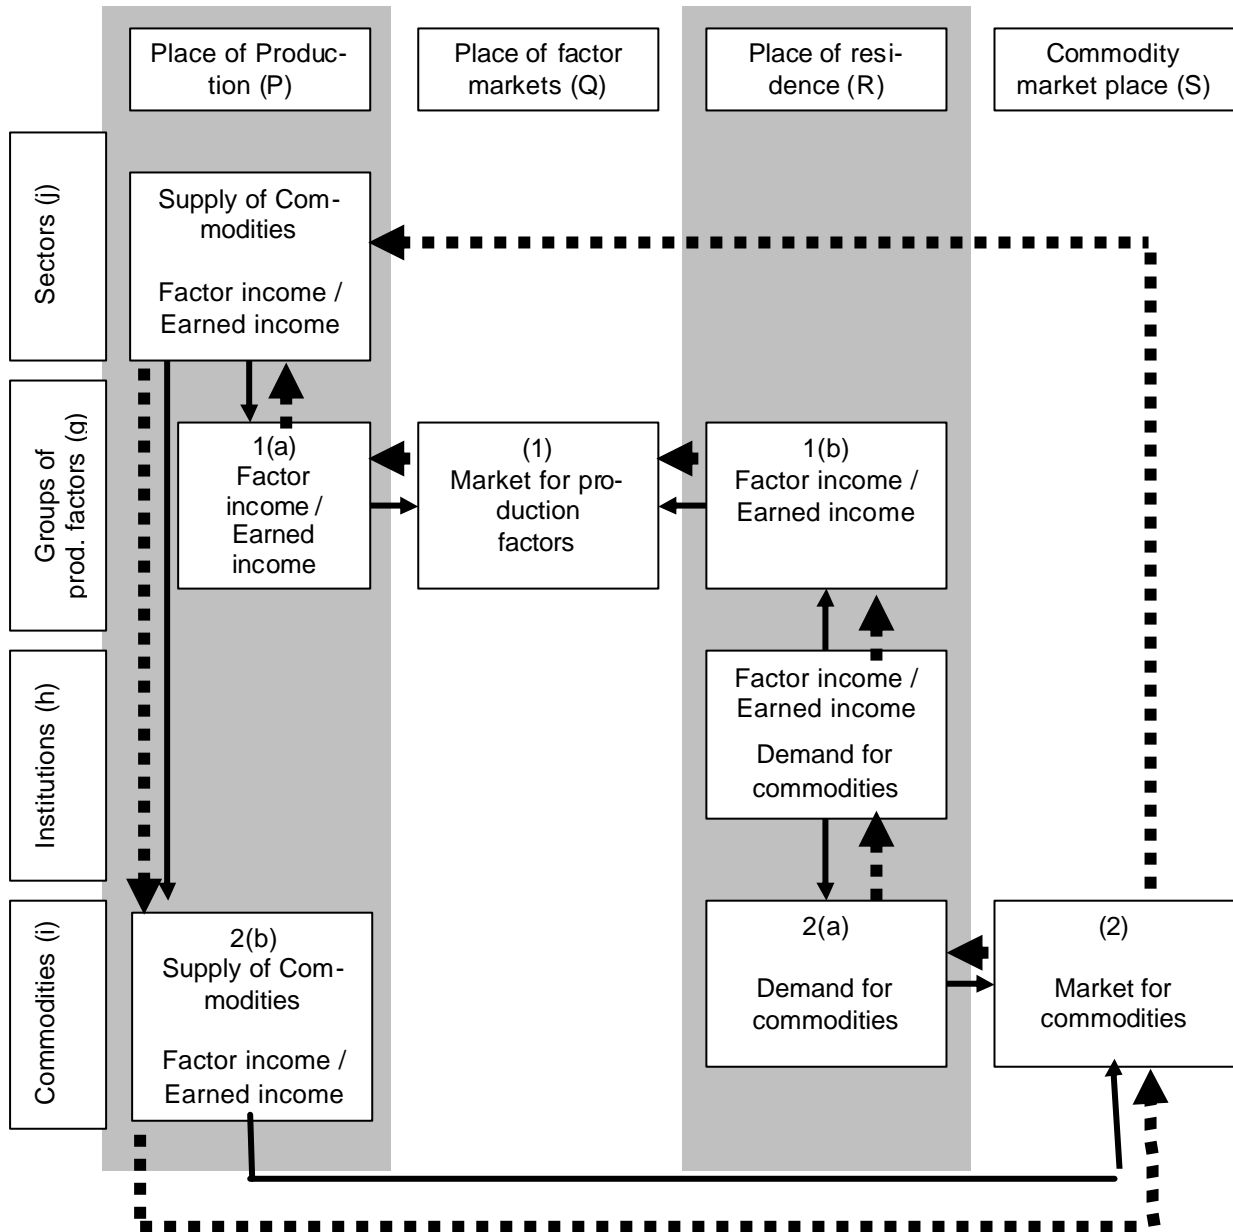 Place of Produc-
tion (P)
Place of factor
markets (Q)
Place of resi-
dence (R)
Commodity
market place (S)
Sectors (j)
Supply of Com-
modities
Factor income /
Earned income
Groups of
prod. factors (g)
1(a)
Factor
income /
Earned
income
(1)
Market for pro-
duction
factors
1(b)
Factor income /
Earned income
Institutions (h)
Factor income /
Earned income
Demand for
commodities
Commodities (i)
2(b)
Supply of Com-
modities
Factor income /
Earned income
2(a)
Demand for
commodities
(2)
Market for
commodities